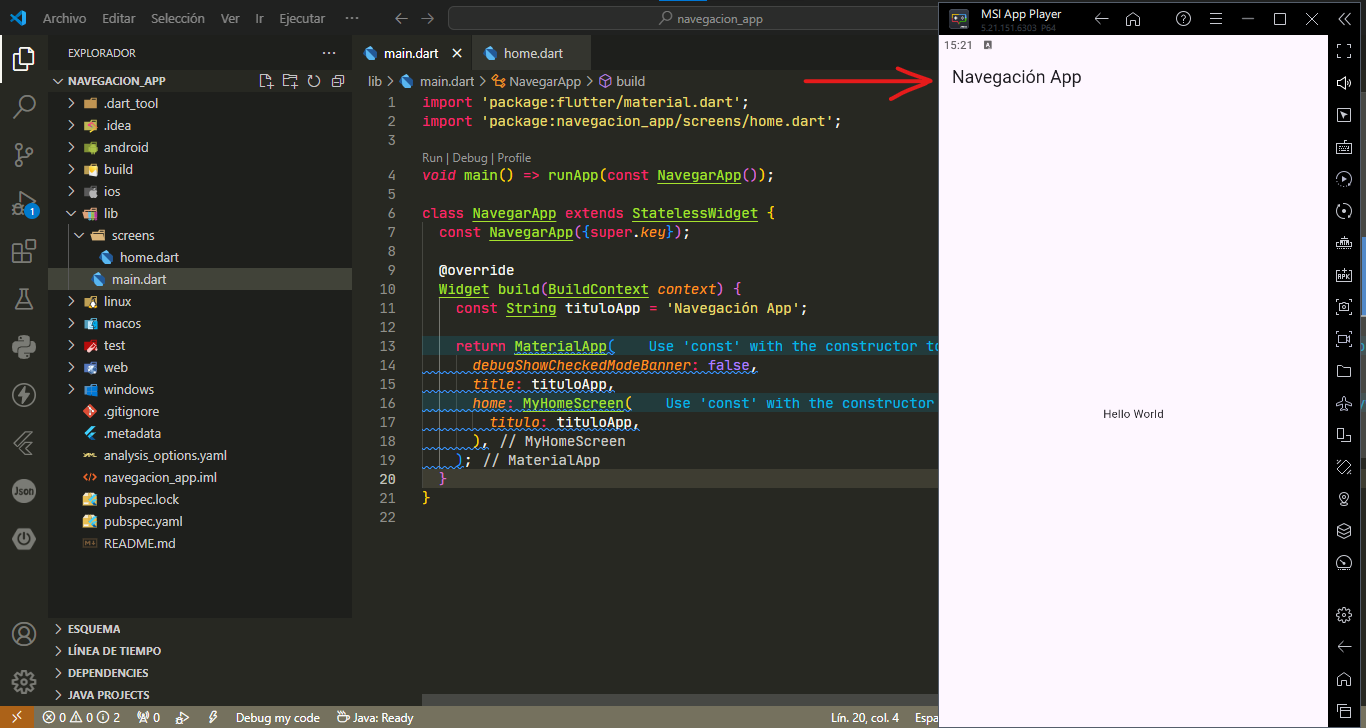 Archivo Editar Selección Ver Ir Ejecutar ···
navegacion_app
EXPLORADOR
NAVEGACION_APP
.dart_tool
.idea
android
build
ios
lib
screens
home.dart
main.dart
linux
macos
test
web
windows
.gitignore
.metadata
analysis_options.yaml
navegacion_app.iml
pubspec.lock
pubspec.yaml
README.md
ESQUEMA
LÍNEA DE TIEMPO
DEPENDENCIES
JAVA PROJECTS
1
Json
main.dart
home.dart
lib > main.dart > NavegarApp > build
1 import 'package:flutter/material.dart';
2 import 'package:navegacion_app/screens/home.dart';
3
Run | Debug | Profile
4 void main() => runApp(const NavegarApp());
5
6 class NavegarApp extends StatelessWidget {
7 const NavegarApp({super.key});
8
9 @override
10 Widget build(BuildContext context) {
11 const String tituloApp = 'Navegación App';
12
13 return MaterialApp( Use 'const' with the constructor to
14 debugShowCheckedModeBanner: false,
15 title: tituloApp,
16 home: MyHomeScreen( Use 'const' with the constructor
17 titulo: tituloApp,
18 ), // MyHomeScreen
19 ); // MaterialApp
20 }
21 }
22
0 0 2 0 Debug my code Java: Ready Lín. 20, col. 4 Espa
MSI App Player
5.21.151.6303 P64
15:21
Navegación App
Hello World
APK